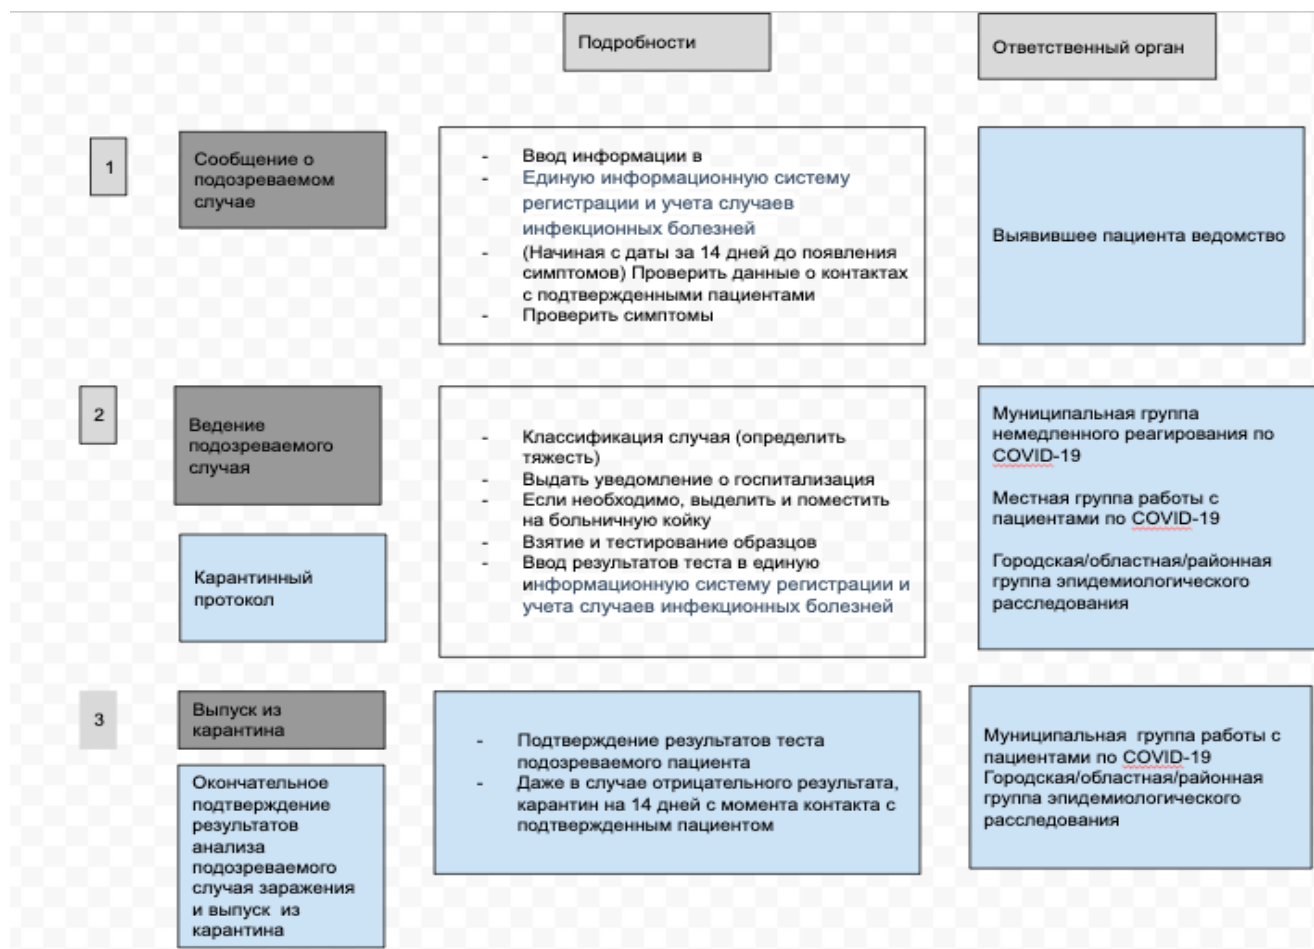 Подробности
Ответственный орган
1
Сообщение о
подозреваемом
случае
- Ввод информации в
- Единую информационную систему
регистрации и учета случаев
инфекционных болезней
- (Начиная с даты за 14 дней до появления
симптомов) Проверить данные о контактах
с подтвержденными пациентами
- Проверить симптомы
Выявившее пациента ведомство
2
Ведение
подозреваемого
случая
Карантинный
протокол
- Классификация случая (определить
тяжесть)
- Выдать уведомление о госпитализация
- Если необходимо, выделить и поместить
на больничную койку
- Взятие и тестирование образцов
- Ввод результатов теста в единую
информационную систему регистрации и
учета случаев инфекционных болезней
Муниципальная группа
немедленного реагирования по
COVID-19
Местная группа работы с
пациентами по COVID-19
Городская/областная/районная
группа эпидемиологического
расследования
3
Выпуск из
карантина
Окончательное
подтверждение
результатов
анализа
подозреваемого
случая заражения
и выпуск из
карантина
- Подтверждение результатов теста
подозреваемого пациента
- Даже в случае отрицательного результата,
карантин на 14 дней с момента контакта с
подтвержденным пациентом
Муниципальная группа работы с
пациентами по COVID-19
Городская/областная/районная
группа эпидемиологического
расследования